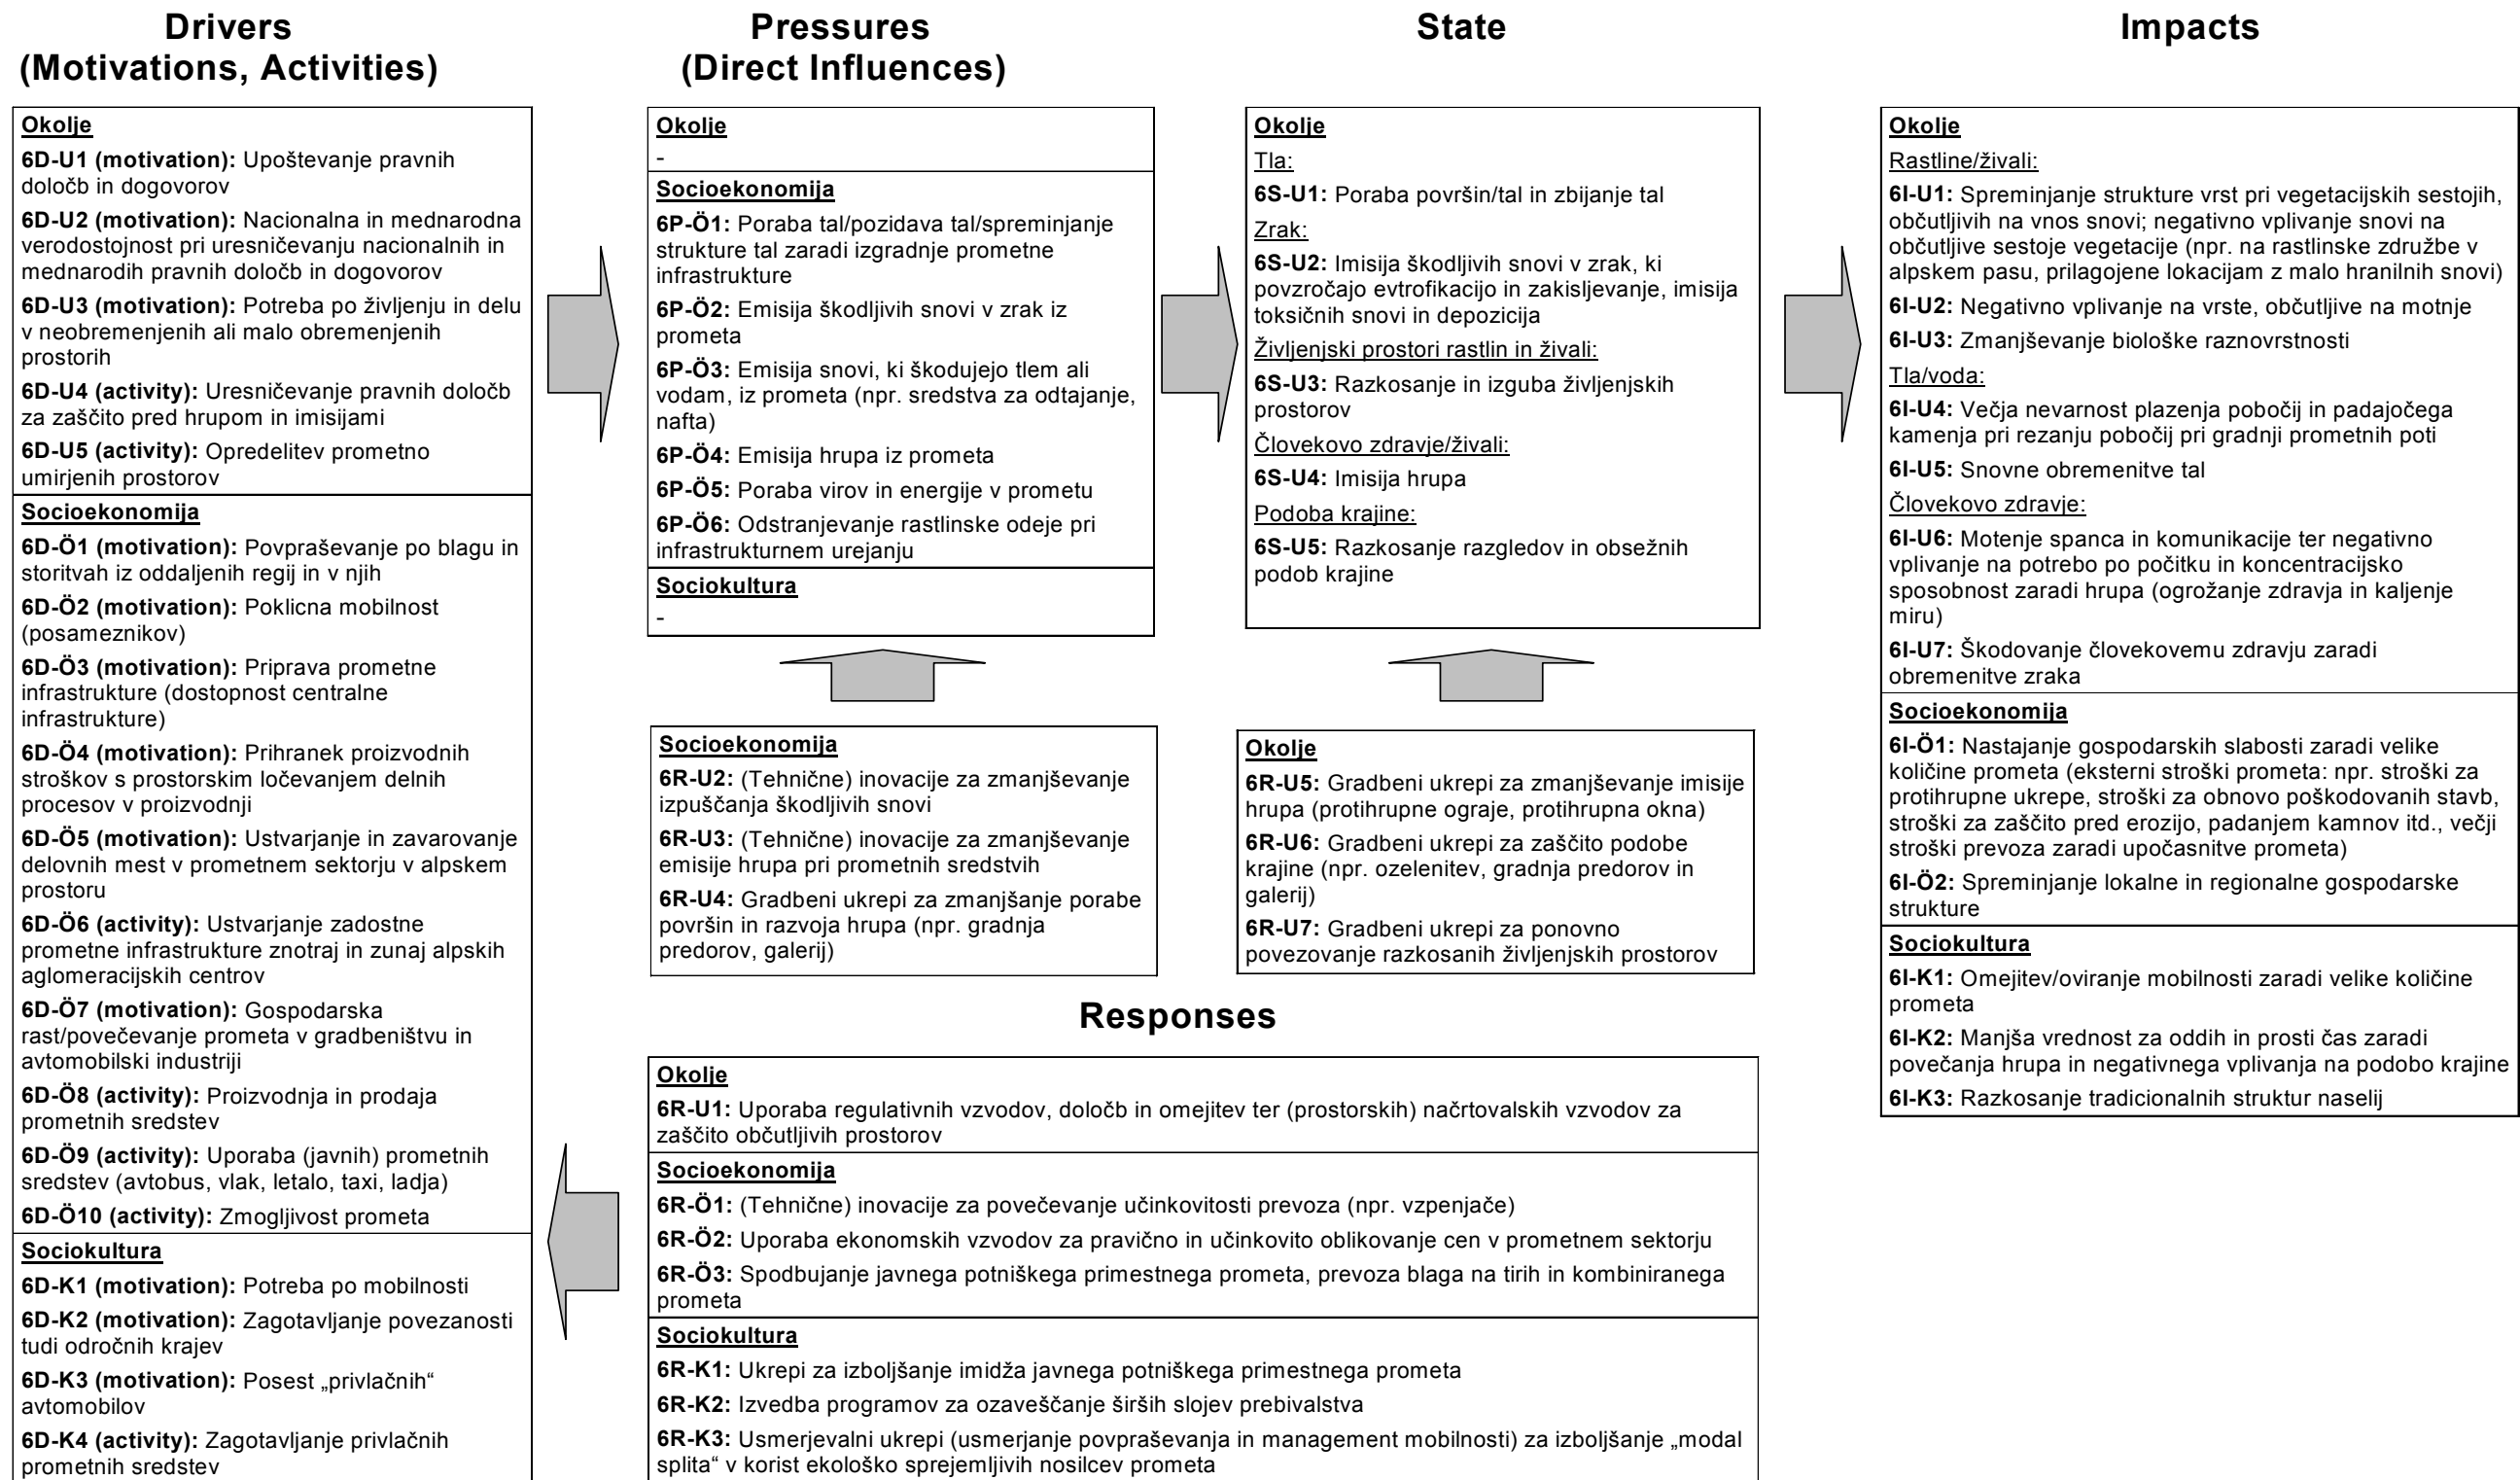 Drivers
(Motivations, Activities)
Okolje
6D-U1 (motivation): Upoštevanje pravnih
določb in dogovorov
6D-U2 (motivation): Nacionalna in mednarodna
verodostojnost pri uresničevanju nacionalnih in
mednarodih pravnih določb in dogovorov
6D-U3 (motivation): Potreba po življenju in delu
v neobremenjenih ali malo obremenjenih
prostorih
6D-U4 (activity): Uresničevanje pravnih določb
za zaščito pred hrupom in imisijami
6D-U5 (activity): Opredelitev prometno
umirjenih prostorov
Socioekonomija
6D-Ö1 (motivation): Povpraševanje po blagu in
storitvah iz oddaljenih regij in v njih
6D-Ö2 (motivation): Poklicna mobilnost
(posameznikov)
6D-Ö3 (motivation): Priprava prometne
infrastrukture (dostopnost centralne
infrastrukture)
6D-Ö4 (motivation): Prihranek proizvodnih
stroškov s prostorskim ločevanjem delnih
procesov v proizvodnji
6D-Ö5 (motivation): Ustvarjanje in zavarovanje
delovnih mest v prometnem sektorju v alpskem
prostoru
6D-Ö6 (activity): Ustvarjanje zadostne
prometne infrastrukture znotraj in zunaj alpskih
aglomeracijskih centrov
6D-Ö7 (motivation): Gospodarska
rast/povečevanje prometa v gradbeništvu in
avtomobilski industriji
6D-Ö8 (activity): Proizvodnja in prodaja
prometnih sredstev
6D-Ö9 (activity): Uporaba (javnih) prometnih
sredstev (avtobus, vlak, letalo, taxi, ladja)
6D-Ö10 (activity): Zmogljivost prometa
Sociokultura
6D-K1 (motivation): Potreba po mobilnosti
6D-K2 (motivation): Zagotavljanje povezanosti
tudi odročnih krajev
6D-K3 (motivation): Posest „privlačnih“
avtomobilov
6D-K4 (activity): Zagotavljanje privlačnih
prometnih sredstev
Pressures
(Direct Influences)
Okolje
-
Socioekonomija
6P-Ö1: Poraba tal/pozidava tal/spreminjanje
strukture tal zaradi izgradnje prometne
infrastrukture
6P-Ö2: Emisija škodljivih snovi v zrak iz
prometa
6P-Ö3: Emisija snovi, ki škodujejo tlem ali
vodam, iz prometa (npr. sredstva za odtajanje,
nafta)
6P-Ö4: Emisija hrupa iz prometa
6P-Ö5: Poraba virov in energije v prometu
6P-Ö6: Odstranjevanje rastlinske odeje pri
infrastrukturnem urejanju
Sociokultura
-
State
Okolje
Tla:
6S-U1: Poraba površin/tal in zbijanje tal
Zrak:
6S-U2: Imisija škodljivih snovi v zrak, ki
povzročajo evtrofikacijo in zakisljevanje, imisija
toksičnih snovi in depozicija
Življenjski prostori rastlin in živali:
6S-U3: Razkosanje in izguba življenjskih
prostorov
Človekovo zdravje/živali:
6S-U4: Imisija hrupa
Podoba krajine:
6S-U5: Razkosanje razgledov in obsežnih
podob krajine
Impacts
Okolje
Rastline/živali:
6I-U1: Spreminjanje strukture vrst pri vegetacijskih sestojih,
občutljivih na vnos snovi; negativno vplivanje snovi na
občutljive sestoje vegetacije (npr. na rastlinske združbe v
alpskem pasu, prilagojene lokacijam z malo hranilnih snovi)
6I-U2: Negativno vplivanje na vrste, občutljive na motnje
6I-U3: Zmanjševanje biološke raznovrstnosti
Tla/voda:
6I-U4: Večja nevarnost plazenja pobočij in padajočega
kamenja pri rezanju pobočij pri gradnji prometnih poti
6I-U5: Snovne obremenitve tal
Človekovo zdravje:
6I-U6: Motenje spanca in komunikacije ter negativno
vplivanje na potrebo po počitku in koncentracijsko
sposobnost zaradi hrupa (ogrožanje zdravja in kaljenje
miru)
6I-U7: Škodovanje človekovemu zdravju zaradi
obremenitve zraka
Socioekonomija
6I-Ö1: Nastajanje gospodarskih slabosti zaradi velike
količine prometa (eksterni stroški prometa: npr. stroški za
protihrupne ukrepe, stroški za obnovo poškodovanih stavb,
stroški za zaščito pred erozijo, padanjem kamnov itd., večji
stroški prevoza zaradi upočasnitve prometa)
6I-Ö2: Spreminjanje lokalne in regionalne gospodarske
strukture
Sociokultura
6I-K1: Omejitev/oviranje mobilnosti zaradi velike količine
prometa
6I-K2: Manjša vrednost za oddih in prosti čas zaradi
povečanja hrupa in negativnega vplivanja na podobo krajine
6I-K3: Razkosanje tradicionalnih struktur naselij
Socioekonomija
6R-U2: (Tehnične) inovacije za zmanjševanje
izpuščanja škodljivih snovi
6R-U3: (Tehnične) inovacije za zmanjševanje
emisije hrupa pri prometnih sredstvih
6R-U4: Gradbeni ukrepi za zmanjšanje porabe
površin in razvoja hrupa (npr. gradnja
predorov, galerij)
Okolje
6R-U5: Gradbeni ukrepi za zmanjševanje imisije
hrupa (protihrupne ograje, protihrupna okna)
6R-U6: Gradbeni ukrepi za zaščito podobe
krajine (npr. ozelenitev, gradnja predorov in
galerij)
6R-U7: Gradbeni ukrepi za ponovno
povezovanje razkosanih življenjskih prostorov
Responses
Okolje
6R-U1: Uporaba regulativnih vzvodov, določb in omejitev ter (prostorskih) načrtovalskih vzvodov za
zaščito občutljivih prostorov
Socioekonomija
6R-Ö1: (Tehnične) inovacije za povečevanje učinkovitosti prevoza (npr. vzpenjače)
6R-Ö2: Uporaba ekonomskih vzvodov za pravično in učinkovito oblikovanje cen v prometnem sektorju
6R-Ö3: Spodbujanje javnega potniškega primestnega prometa, prevoza blaga na tirih in kombiniranega
prometa
Sociokultura
6R-K1: Ukrepi za izboljšanje imidža javnega potniškega primestnega prometa
6R-K2: Izvedba programov za ozaveščanje širših slojev prebivalstva
6R-K3: Usmerjevalni ukrepi (usmerjanje povpraševanja in management mobilnosti) za izboljšanje „modal
splita“ v korist ekološko sprejemljivih nosilcev prometa